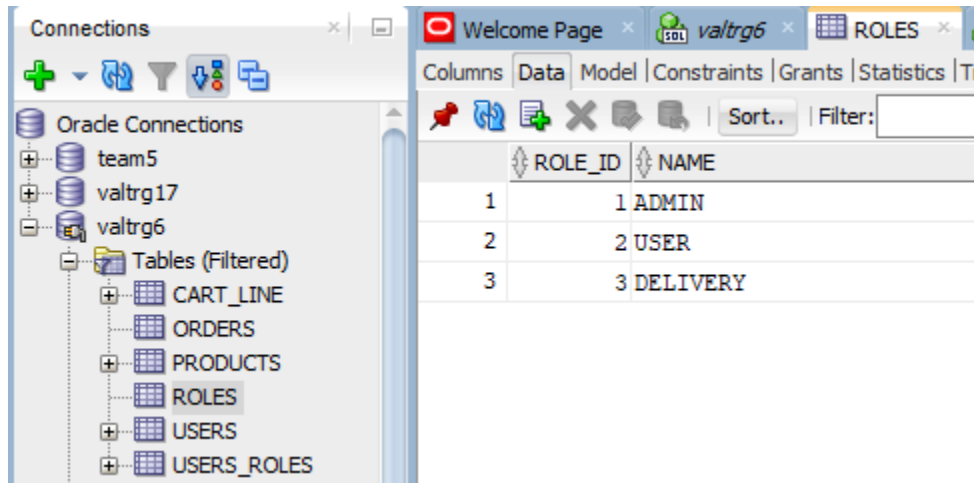 Connections
Oracle Connections
team5
valtrg17
valtrg6
Tables (Filtered)
CART_LINE
ORDERS
PRODUCTS
ROLES
USERS
USERS_ROLES
Welcome Page valtrg6 ROLES
Columns Data Model |Constraints |Grants |Statistics |
Sort.. | Filter:
ROLE_ID NAME
1 1 ADMIN
2 2 USER
3 3 DELIVERY